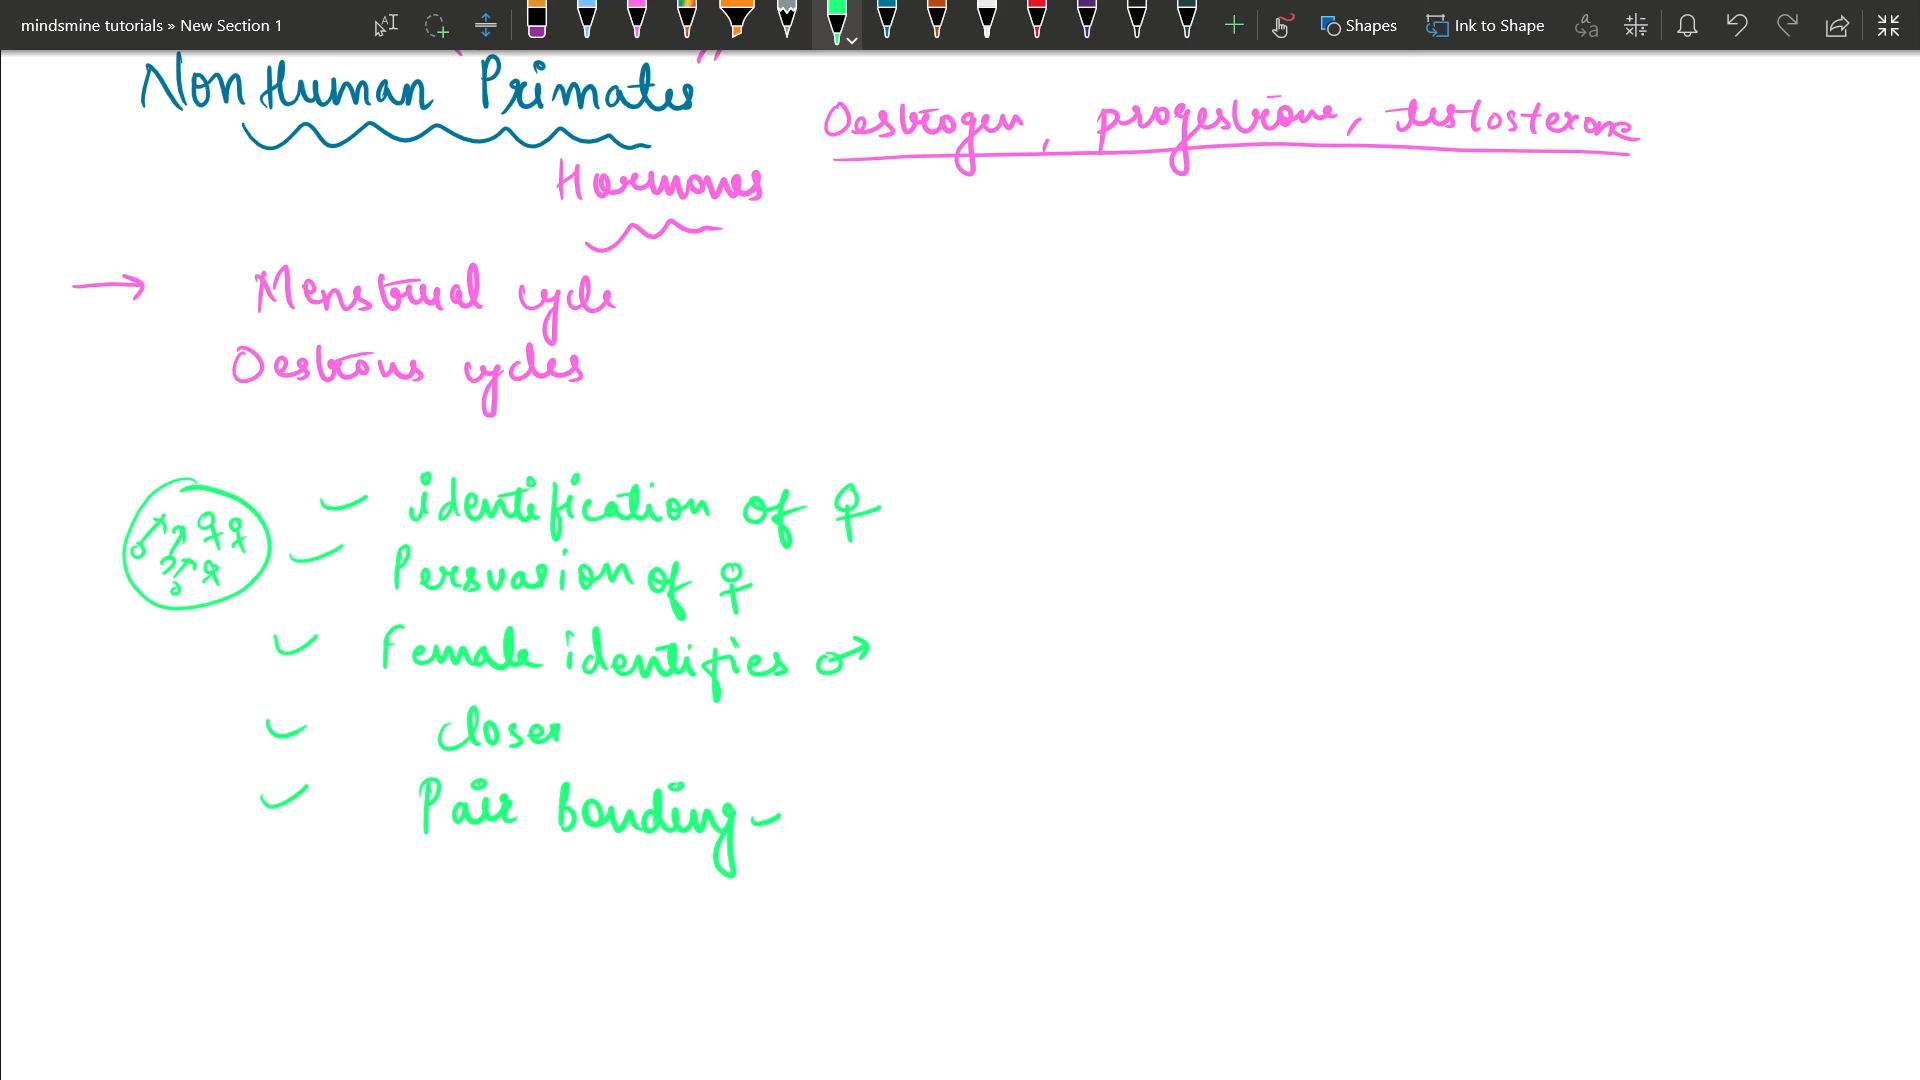 mindsmine tutorials » New Section 1
Shapes
Ink to Shape
Non Human "Primates"
Oestrogen, progestrone, testosterone
Hormones
→ Menstrual cycle
Oestrous cycles
identification of ♀
Persuasion of ♀
Female identifies ♂
closer
Pair bonding -